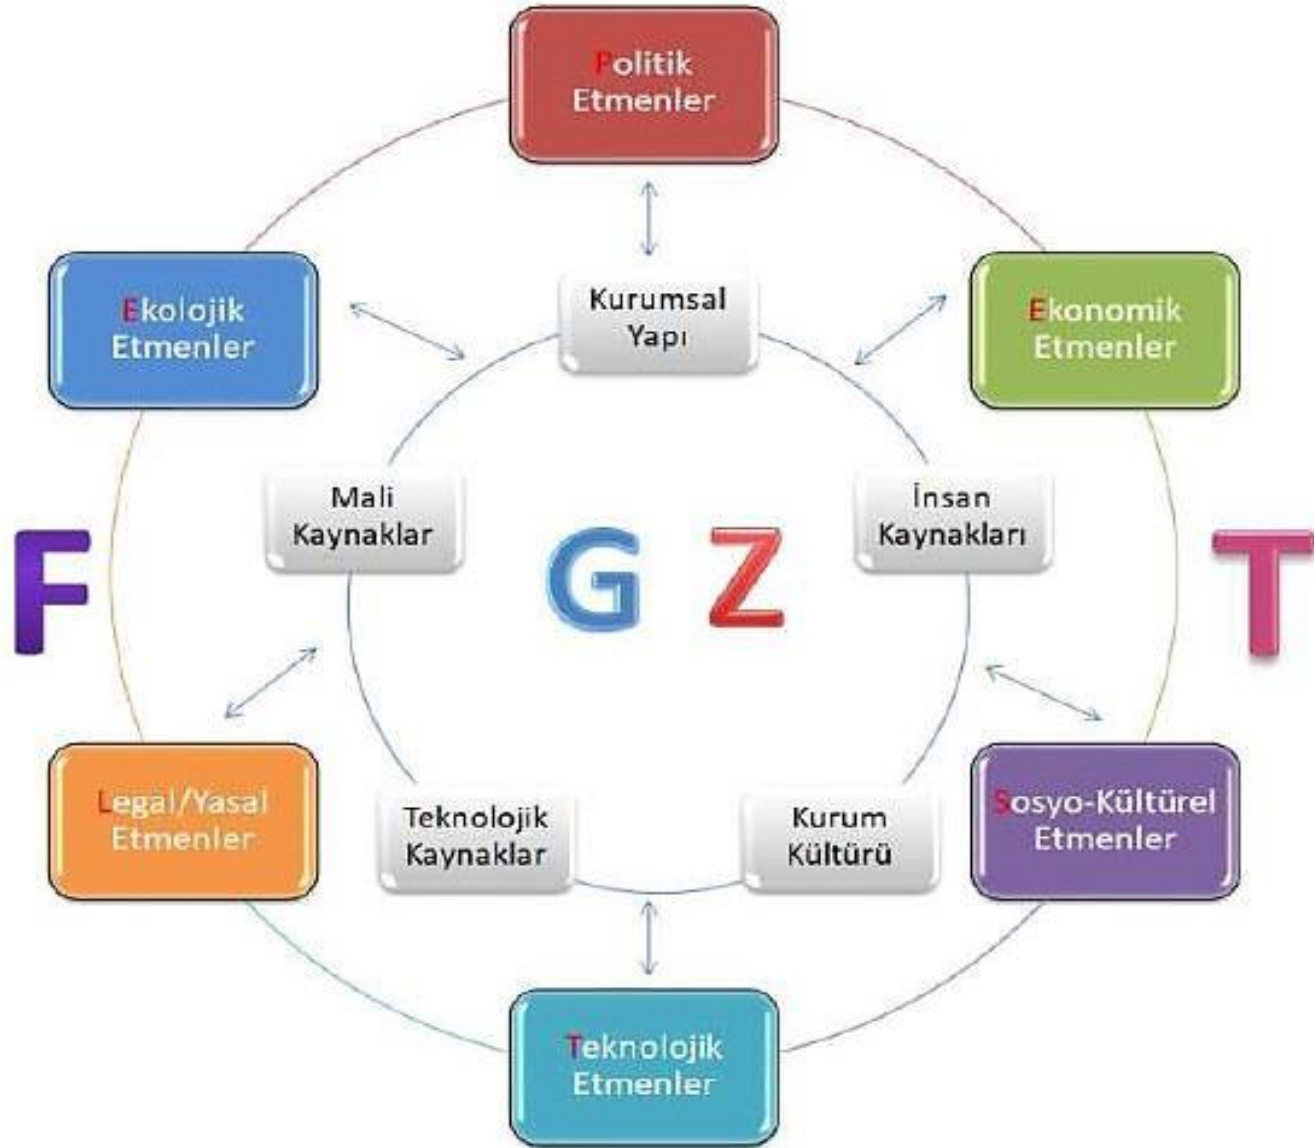 Politik
Etmenler
Ekolojik
Etmenler
Kurumsal
Yapı
Ekonomik
Etmenler
Mali
Kaynaklar
İnsan
Kaynakları
F
G Z
T
Legal/Yasal
Etmenler
Teknolojik
Kaynaklar
Kurum
Kültürü
Sosyo-Kültürel
Etmenler
Teknolojik
Etmenler